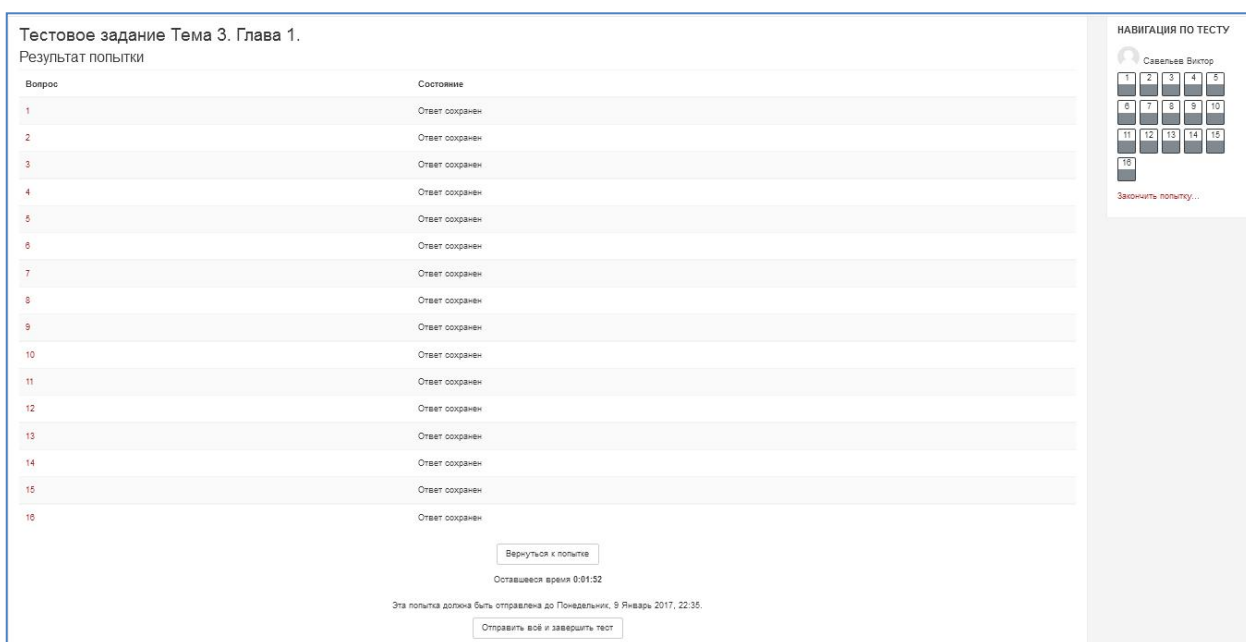 Тестовое задание Тема 3. Глава 1.
Результат попытки
Вопрос Состояние
1 Ответ сохранен
2 Ответ сохранен
3 Ответ сохранен
4 Ответ сохранен
5 Ответ сохранен
6 Ответ сохранен
7 Ответ сохранен
8 Ответ сохранен
9 Ответ сохранен
10 Ответ сохранен
11 Ответ сохранен
12 Ответ сохранен
13 Ответ сохранен
14 Ответ сохранен
15 Ответ сохранен
16 Ответ сохранен
Вернуться к попытке
Оставшееся время 0:01:52
Эта попытка должна быть отправлена до Понедельник, 9 Январь 2017, 22:35.
Отправить всё и завершить тест
НАВИГАЦИЯ ПО ТЕСТУ
Савельев Виктор
1 2 3 4 5
6 7 8 9 10
11 12 13 14 15
16
Закончить попытку...